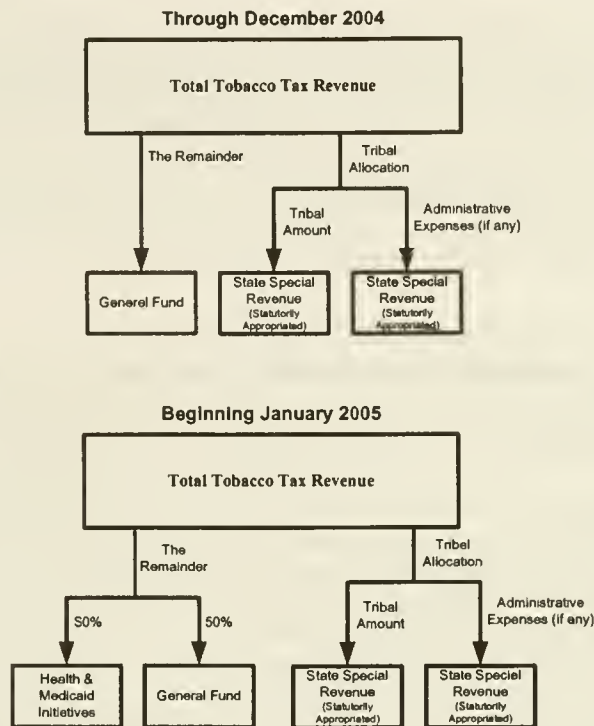 Through December 2004
Total Tobacco Tax Revenue
The Remainder
Tribal
Allocation
Tribal
Amount
Administrative
Expenses (if any)
General Fund
State Special
Revenue
(Statutorily
Appropriated)
State Special
Revenue
(Statutorily
Appropriated)
Beginning January 2005
Total Tobacco Tax Revenue
The
Remainder
Tribal
Allocation
50%
50%
Tribal
Amount
Administrative
Expenses (if any)
Health &
Medicaid
Initiatives
General Fund
State Special
Revenue
(Statutorily
Appropriated)
State Special
Revenue
(Statutorily
Appropriated)